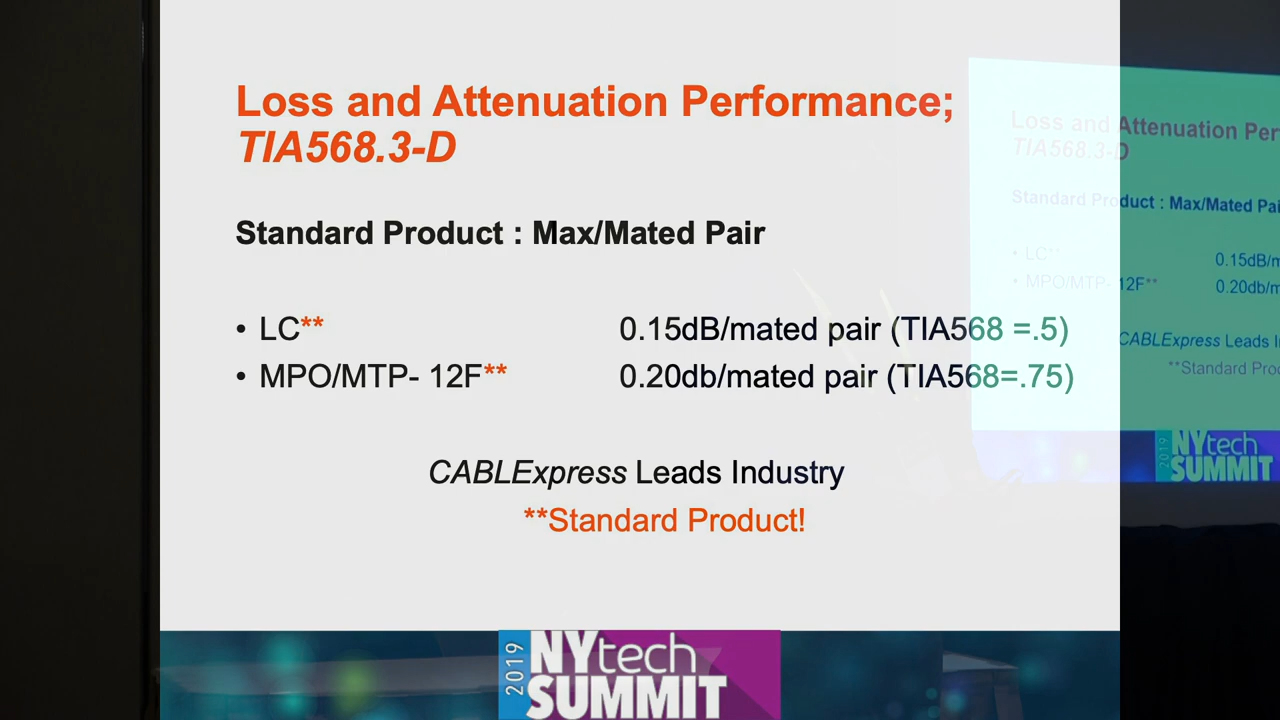 Loss and Attenuation Performance;
TIA568.3-D
Standard Product : Max/Mated Pair
• LC** 0.15dB/mated pair (TIA568 =.5)
• MPO/MTP- 12F** 0.20db/mated pair (TIA568=.75)
CABLExpress Leads Industry
**Standard Product!
2019 NYtech
SUMMIT
Loss and Attenuation Per
TIA568.3-D
Standard Product : Max/Mated Pai
• LC** 0.15dB/m
• MPO/MTP- 12F** 0.20db/m
CABLExpress Leads I
**Standard Prod
2019 NYtech
SUMMIT